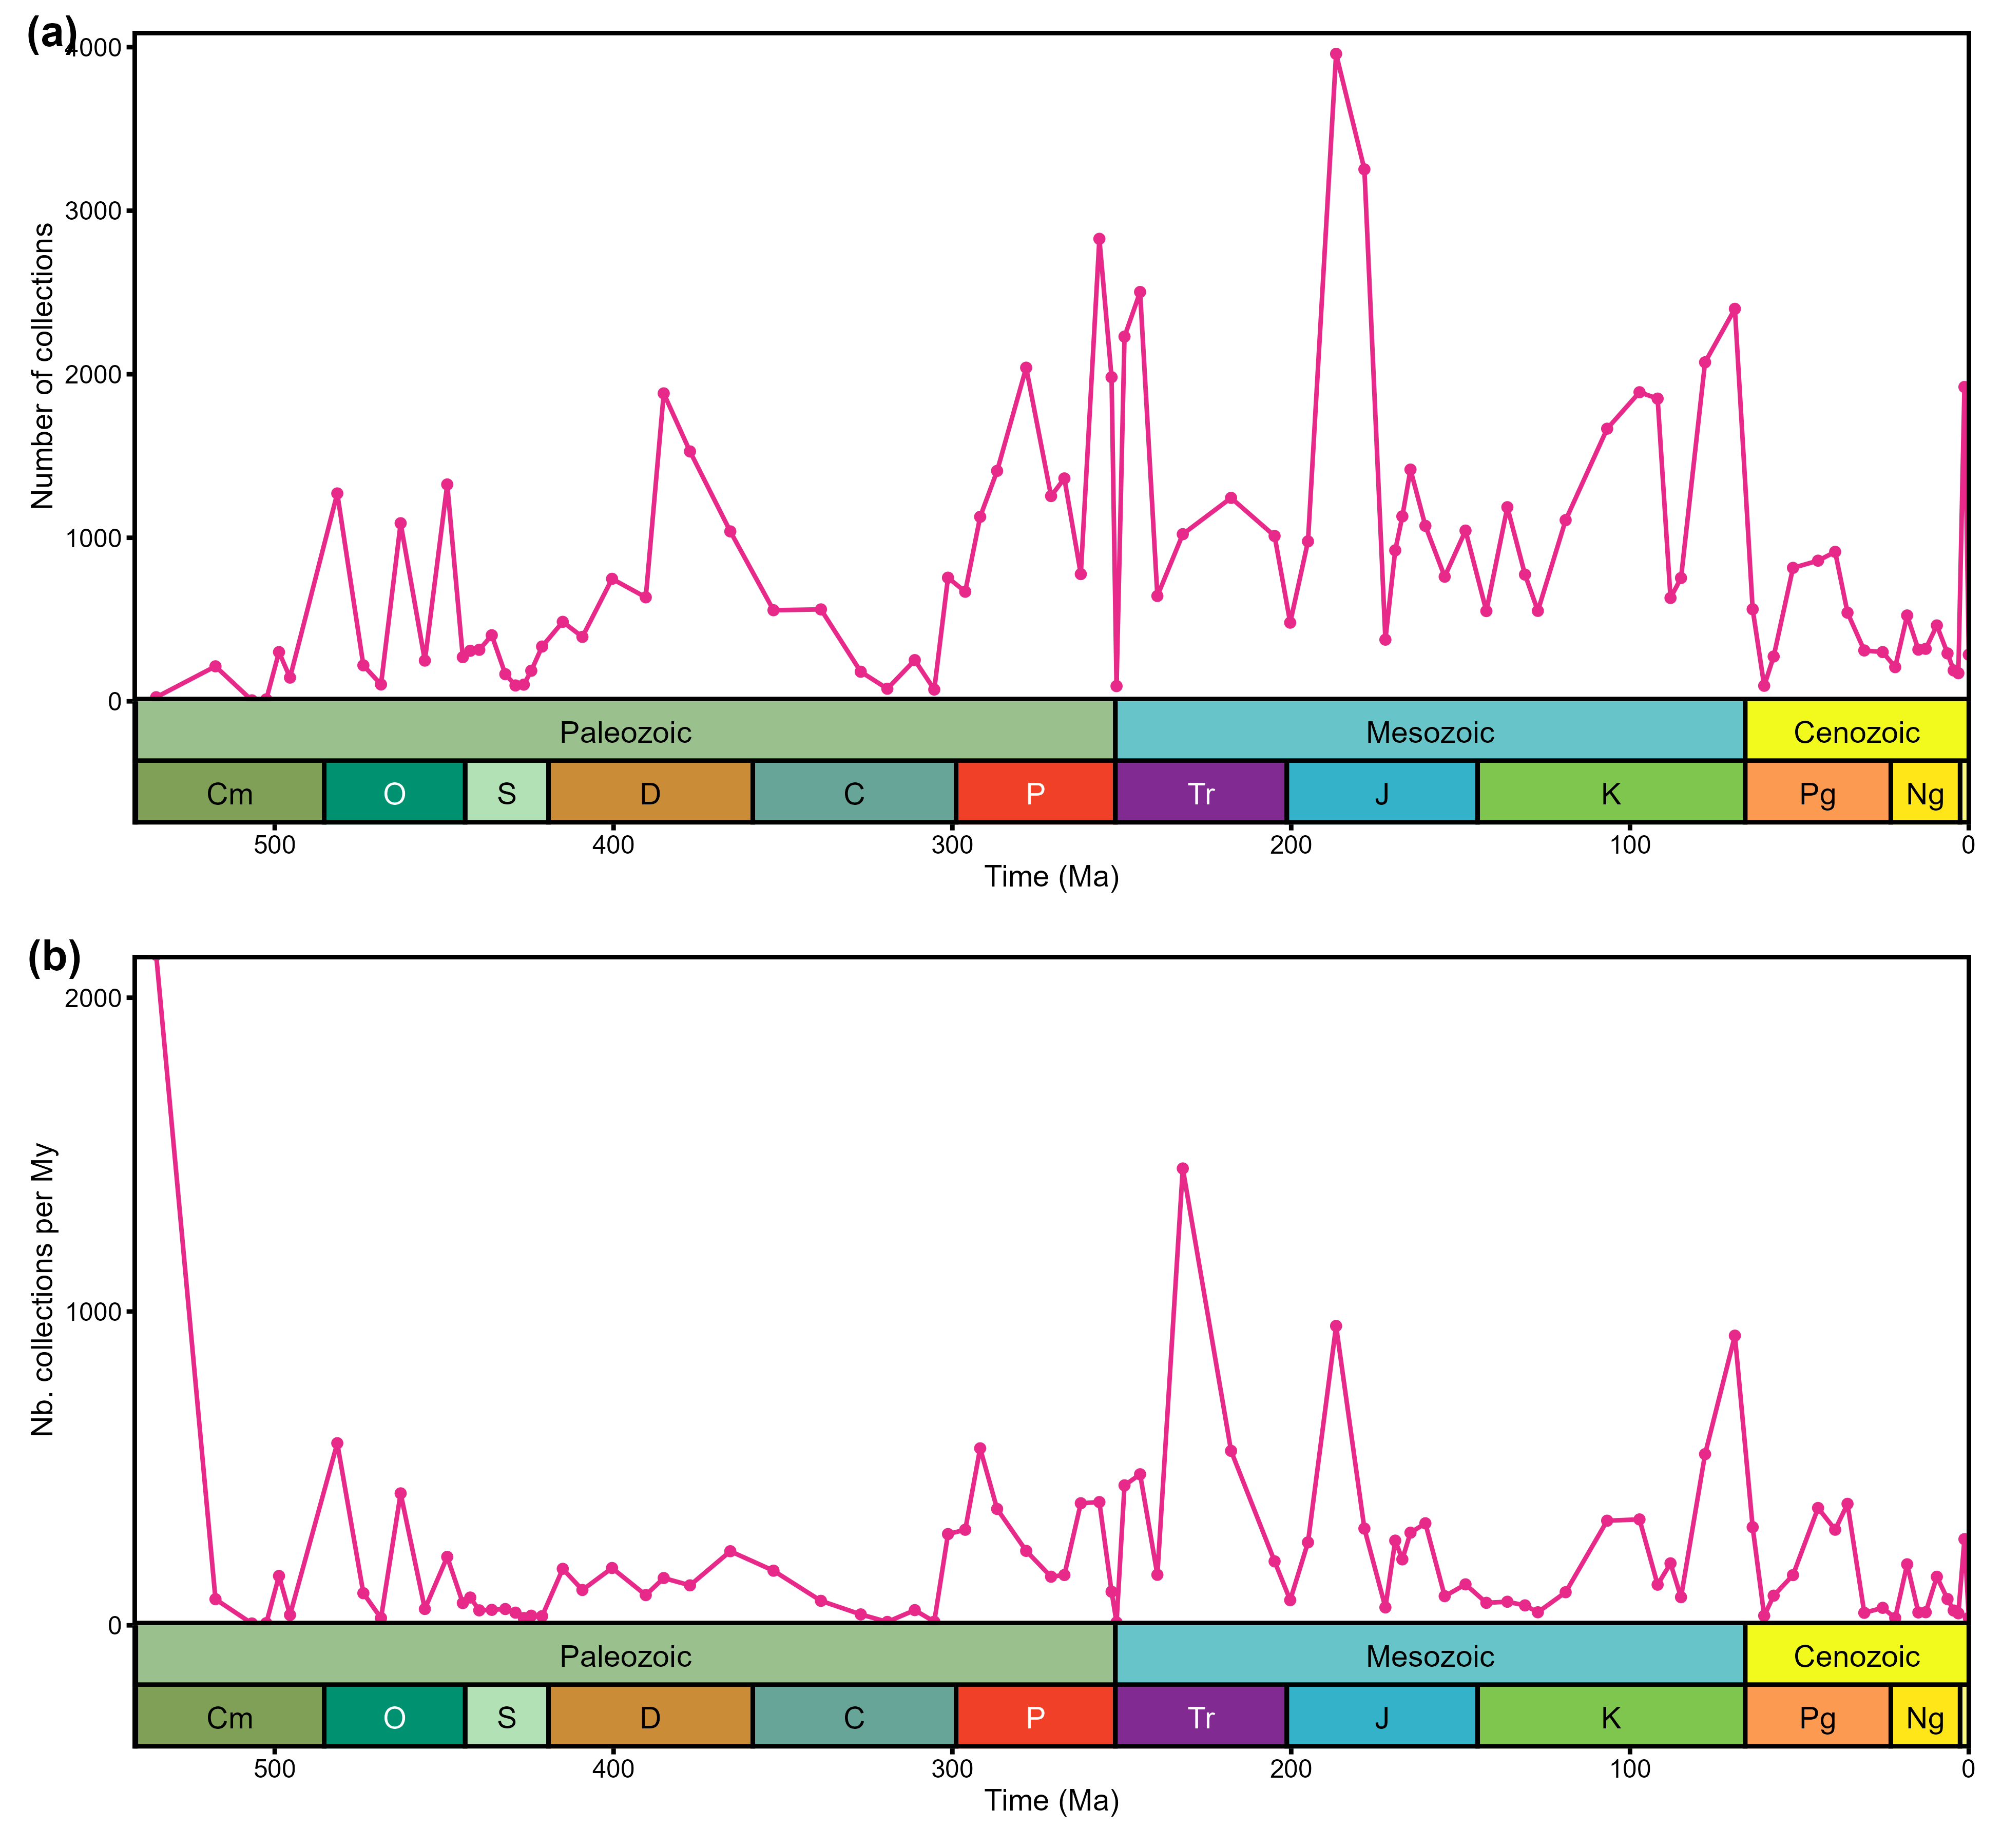 (a)
4000
3000
2000
1000
0
Number of collections
Paleozoic Mesozoic Cenozoic
Cm O S D C P Tr J K Pg Ng
500 400 300 200 100 0
Time (Ma)
(b)
2000
1000
0
Nb. collections per My
Paleozoic Mesozoic Cenozoic
Cm O S D C P Tr J K Pg Ng
500 400 300 200 100 0
Time (Ma)